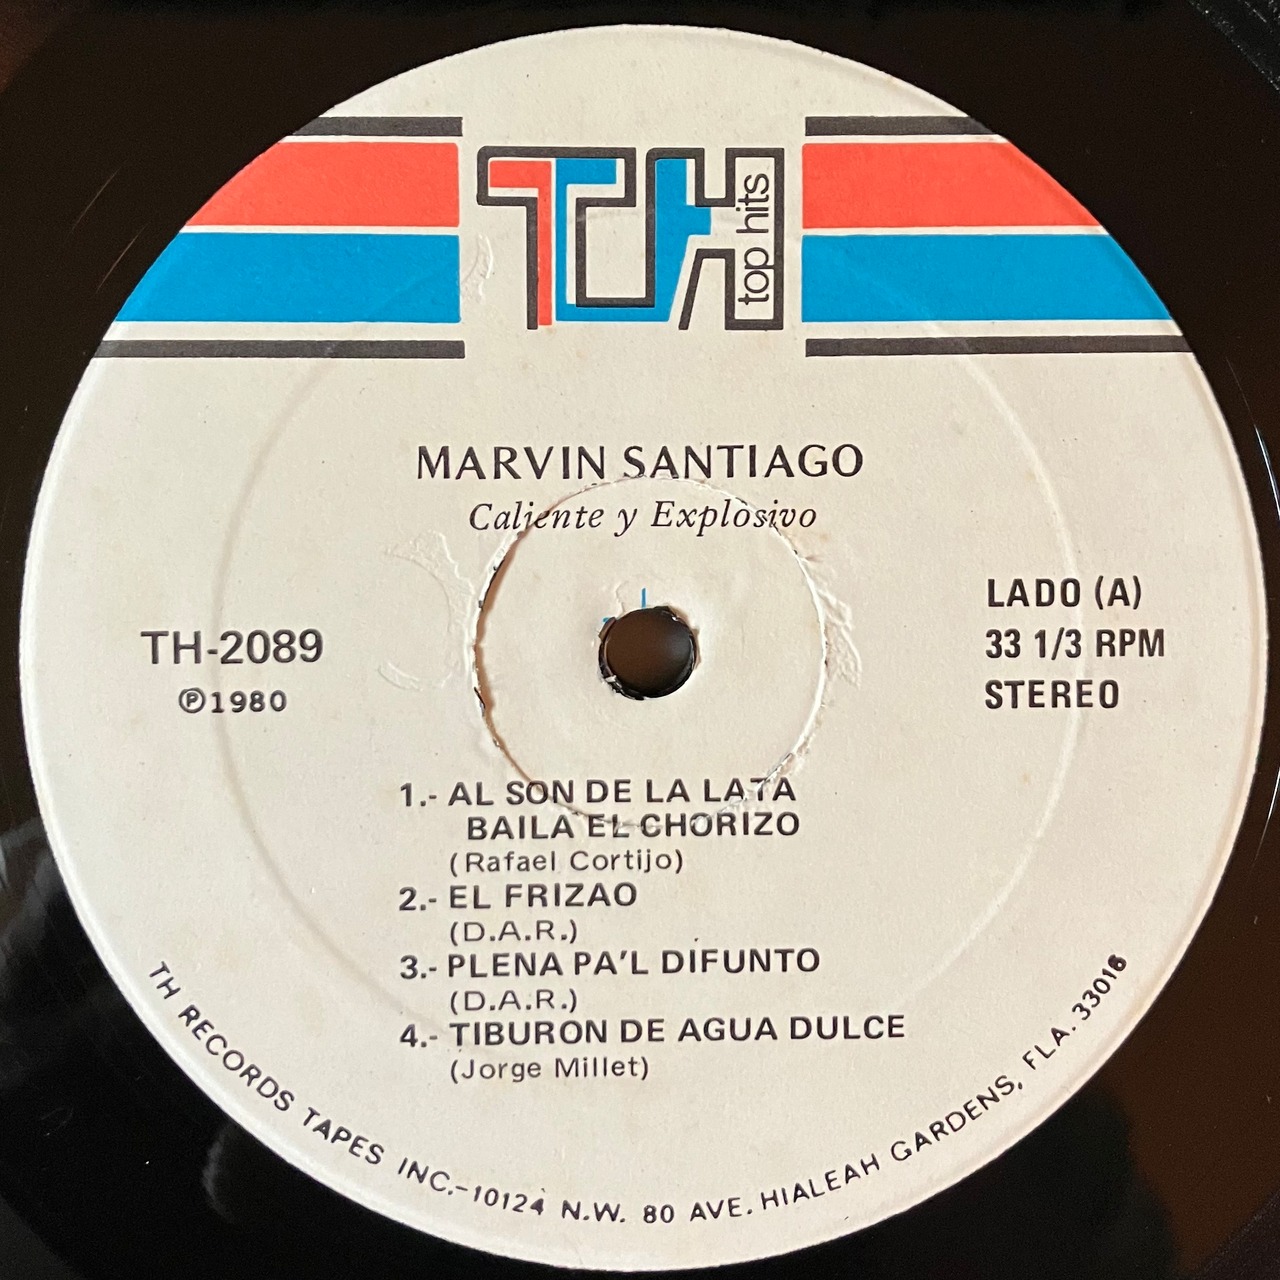 TH top hits
MARVIN SANTIAGO
Caliente y Explosivo
TH-2089
℗1980
LADO (A)
33 1/3 RPM
STEREO
1.- AL SON DE LA LATA
BAILA EL CHORIZO
(Rafael Cortijo)
2.- EL FRIZAO
(D.A.R.)
3.- PLENA PA'L DIFUNTO
(D.A.R.)
4.- TIBURON DE AGUA DULCE
(Jorge Millet)
TH RECORDS TAPES INC.-10124 N.W. 80 AVE. HIALEAH GARDENS, FLA. 33016